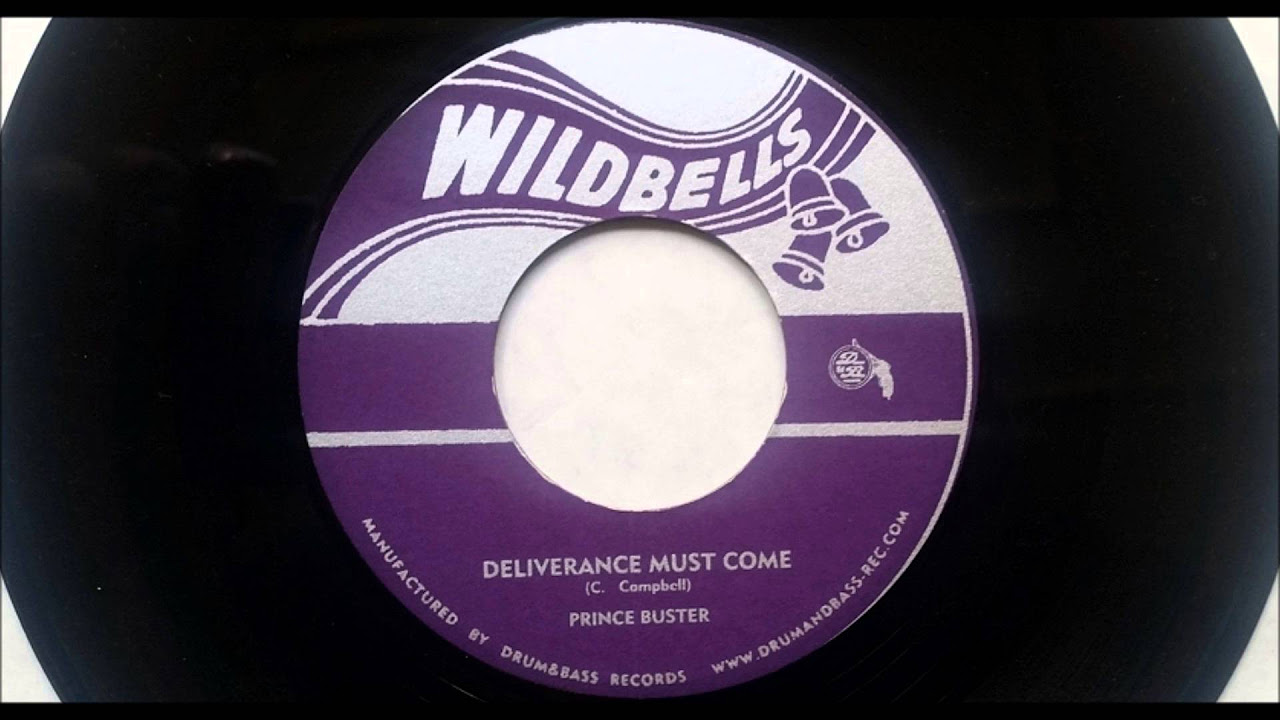 WILDBELLS
D
&
B
DELIVERANCE MUST COME
(C. Campbell)
PRINCE BUSTER
MANUFACTURED BY DRUM&BASS RECORDS WWW.DRUMANDBASS-REC.COM